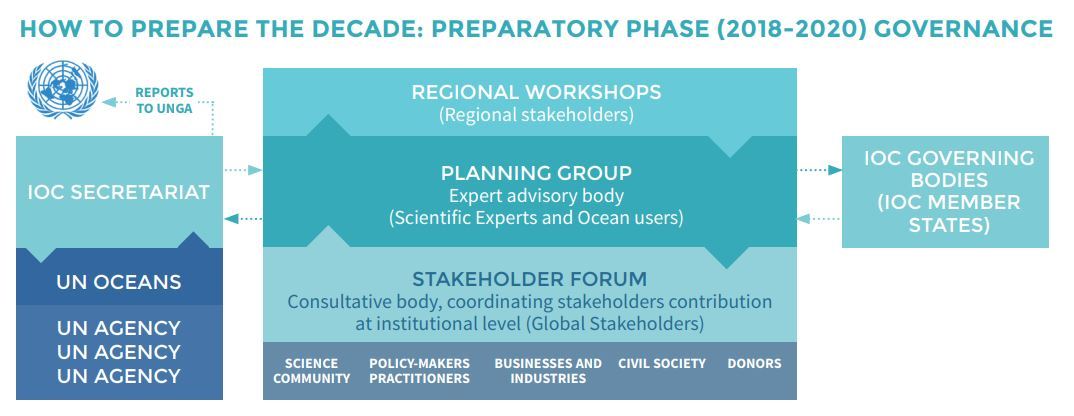 HOW TO PREPARE THE DECADE: PREPARATORY PHASE (2018-2020) GOVERNANCE
REPORTS
TO UNGA
IOC SECRETARIAT
UN OCEANS
UN AGENCY
UN AGENCY
UN AGENCY
REGIONAL WORKSHOPS
(Regional stakeholders)
PLANNING GROUP
Expert advisory body
(Scientific Experts and Ocean users)
STAKEHOLDER FORUM
Consultative body, coordinating stakeholders contribution
at institutional level (Global Stakeholders)
SCIENCE
COMMUNITY
POLICY-MAKERS
PRACTITIONERS
BUSINESSES AND
INDUSTRIES
CIVIL SOCIETY
DONORS
IOC GOVERNING
BODIES
(IOC MEMBER
STATES)